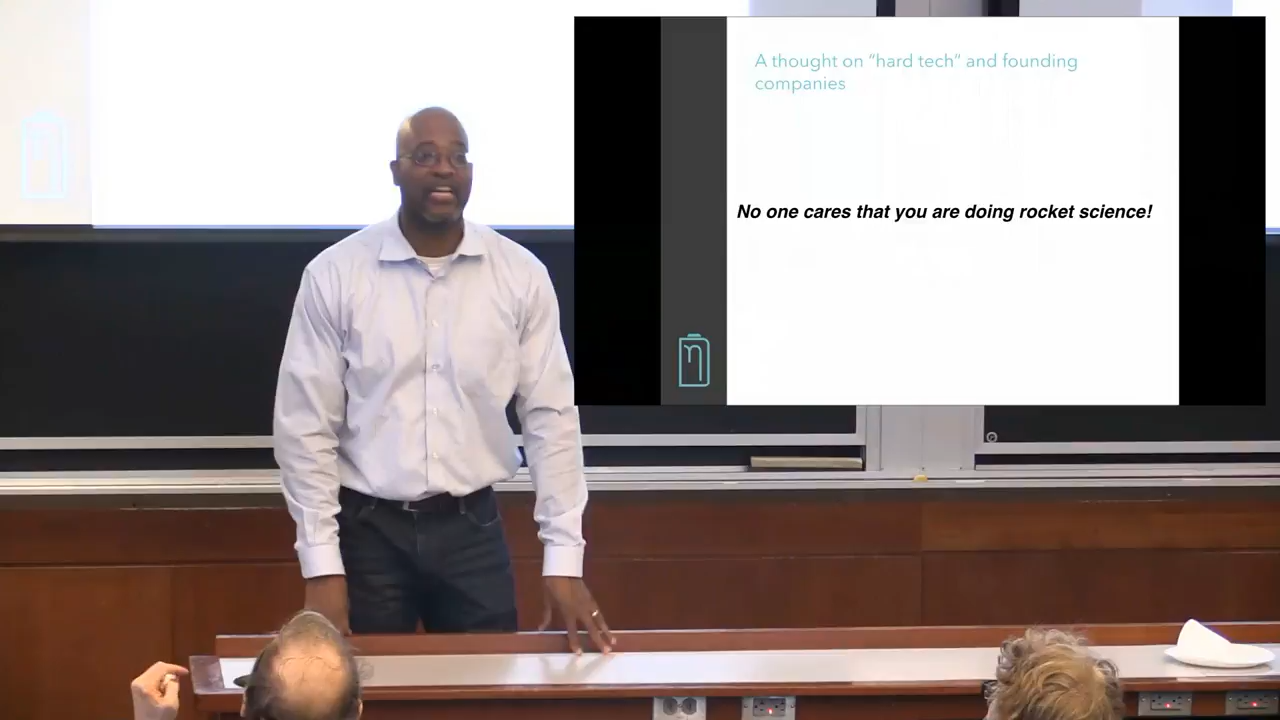 A thought on “hard tech” and founding
companies
No one cares that you are doing rocket science!
η